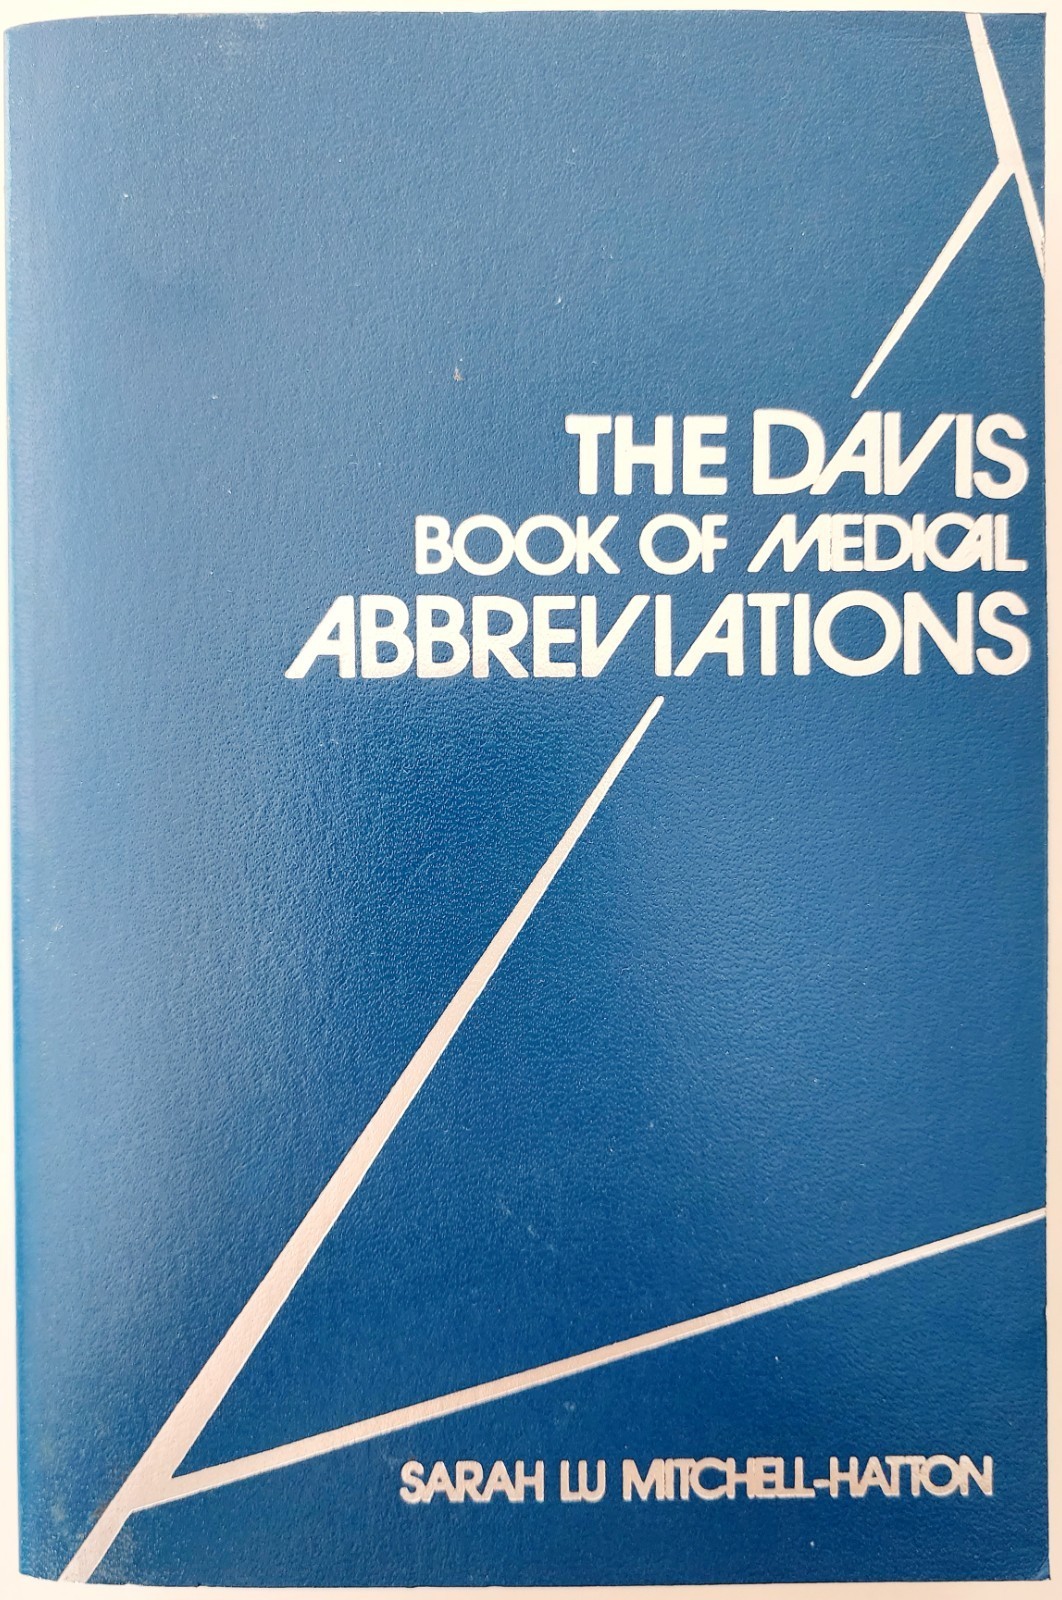 THE DAVIS
BOOK OF MEDICAL
ABBREVIATIONS
SARAH LU MITCHELL-HATTON